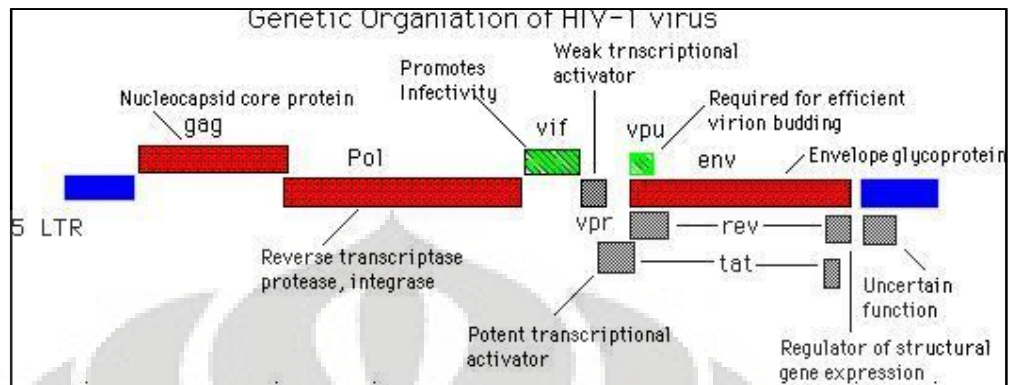 Genetic Organiation of HIV-1 virus
Weak trnscriptional
activator
Promotes
Infectivity
Nucleocapsid core protein
gag
Required for efficient
virion budding
vif
vpu
Pol
env
Envelope glycoprotein
5 LTR
vpr
rev
tat
Reverse transcriptase
protease, integrase
Uncertain
function
Potent transcriptional
activator
Regulator of structural
gene expression